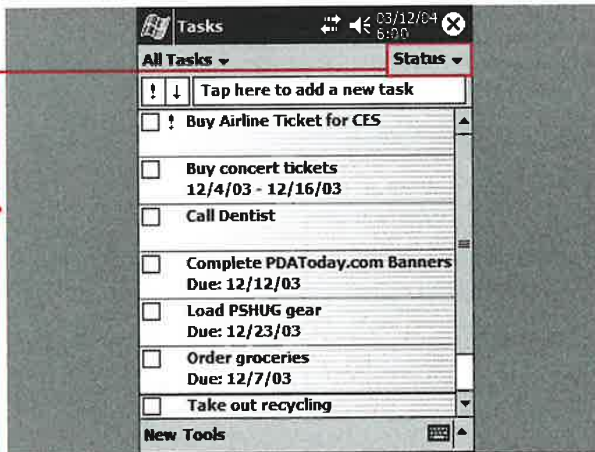 Tasks 03/12/04
6:00
All Tasks Status
! ↓ Tap here to add a new task
! Buy Airline Ticket for CES
Buy concert tickets
12/4/03 - 12/16/03
Call Dentist
Complete PDAToday.com Banners
Due: 12/12/03
Load PSHUG gear
Due: 12/23/03
Order groceries
Due: 12/7/03
Take out recycling
New Tools